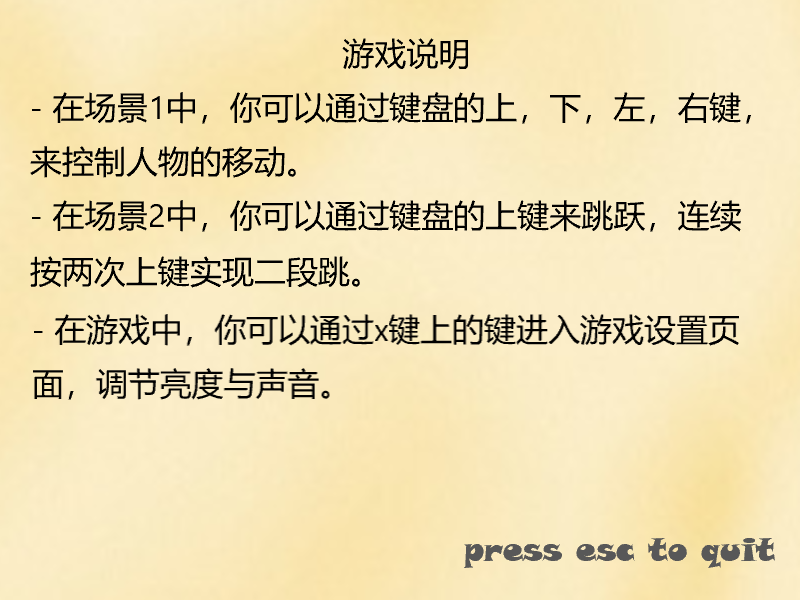 游戏说明
- 在场景1中，你可以通过键盘的上，下，左，右键，
来控制人物的移动。
- 在场景2中，你可以通过键盘的上键来跳跃，连续
按两次上键实现二段跳。
- 在游戏中，你可以通过x键上的键进入游戏设置页
面，调节亮度与声音。
press esc to quit